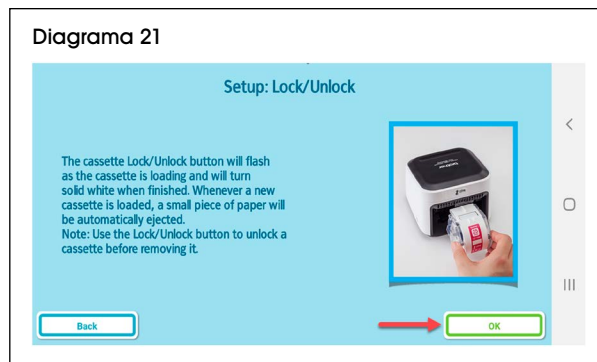 Diagrama 21
Setup: Lock/Unlock
The cassette Lock/Unlock button will flash
as the cassette is loading and will turn
solid white when finished. Whenever a new
cassette is loaded, a small piece of paper will
be automatically ejected.
Note: Use the Lock/Unlock button to unlock a
cassette before removing it.
Back
OK